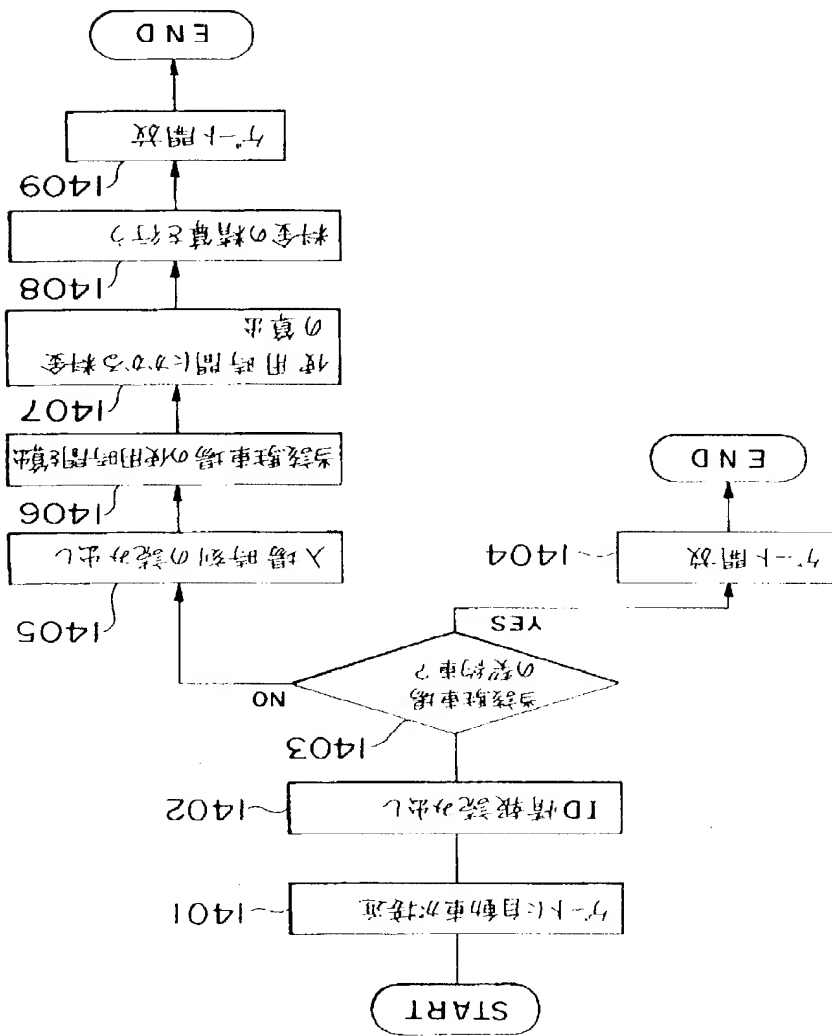 START
1401
ゲートに自動車が接近
1402
ID情報読み出し
1403
当該駐車場
の契約車?
YES
NO
1404
ゲート開放
END
1405
入場時刻の読み出し
1406
当該駐車場の使用時間を算出
1407
使用時間にかかる料金
の算出
1408
料金の精算を行う
1409
ゲート開放
END